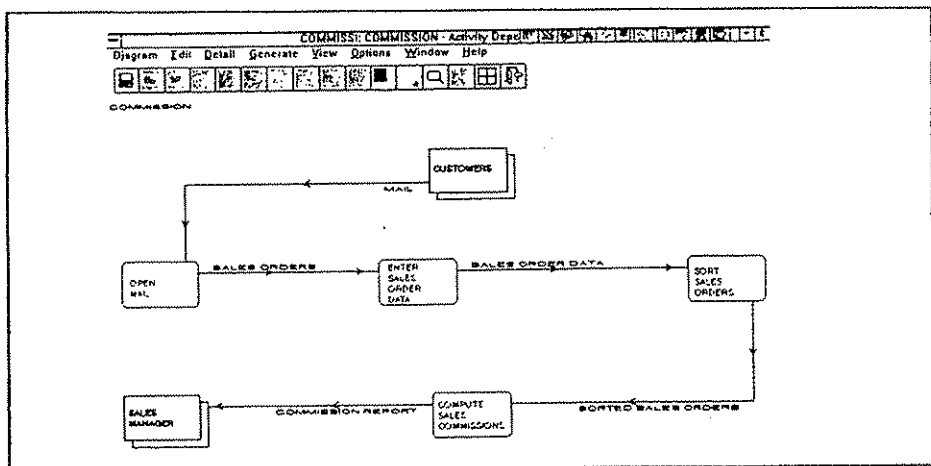 COMMISSI: COMMISSION - Activity Depe
Diagram Edit Detail Generate View Options Window Help
COMMISSION
CUSTOMERS
MAIL
SALES ORDERS
SALES ORDER DATA
OPEN
MAIL
ENTER
SALES
ORDER
DATA
SORT
SALES
ORDERS
SALES
MANAGER
COMMISSION REPORT
COMPUTE
SALES
COMMISSIONS
SORTED SALES ORDERS